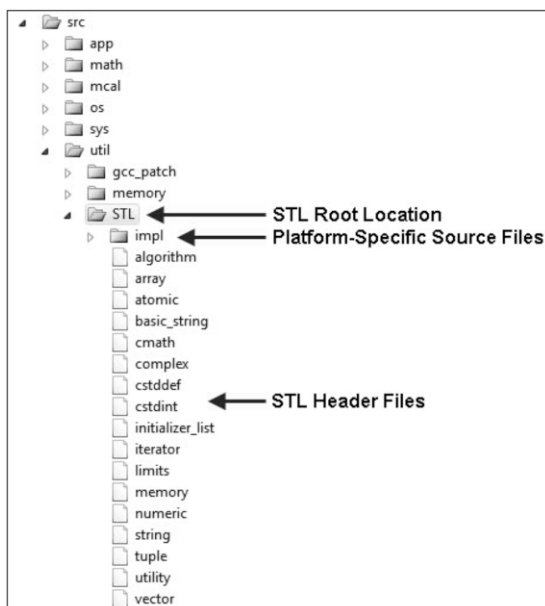 src
app
math
mcal
os
sys
util
gcc_patch
memory
STL STL Root Location
impl Platform-Specific Source Files
algorithm
array
atomic
basic_string
cmath
complex
cstddef
cstdint STL Header Files
initializer_list
iterator
limits
memory
numeric
string
tuple
utility
vector